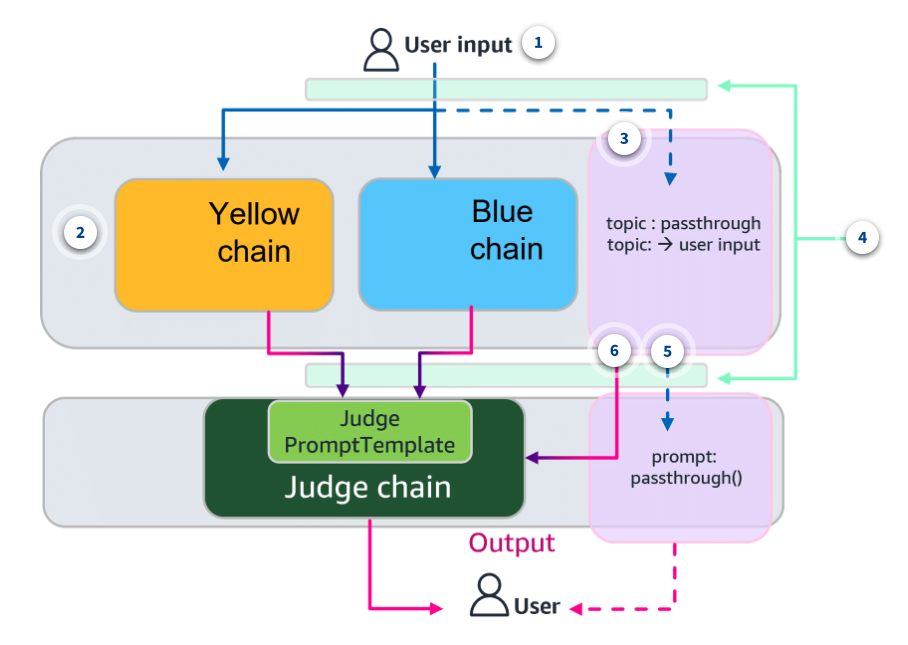 User input
1
3
Yellow
chain
Blue
chain
2
topic : passthrough
topic: → user input
4
6
5
Judge
PromptTemplate
Judge chain
prompt:
passthrough()
Output
User